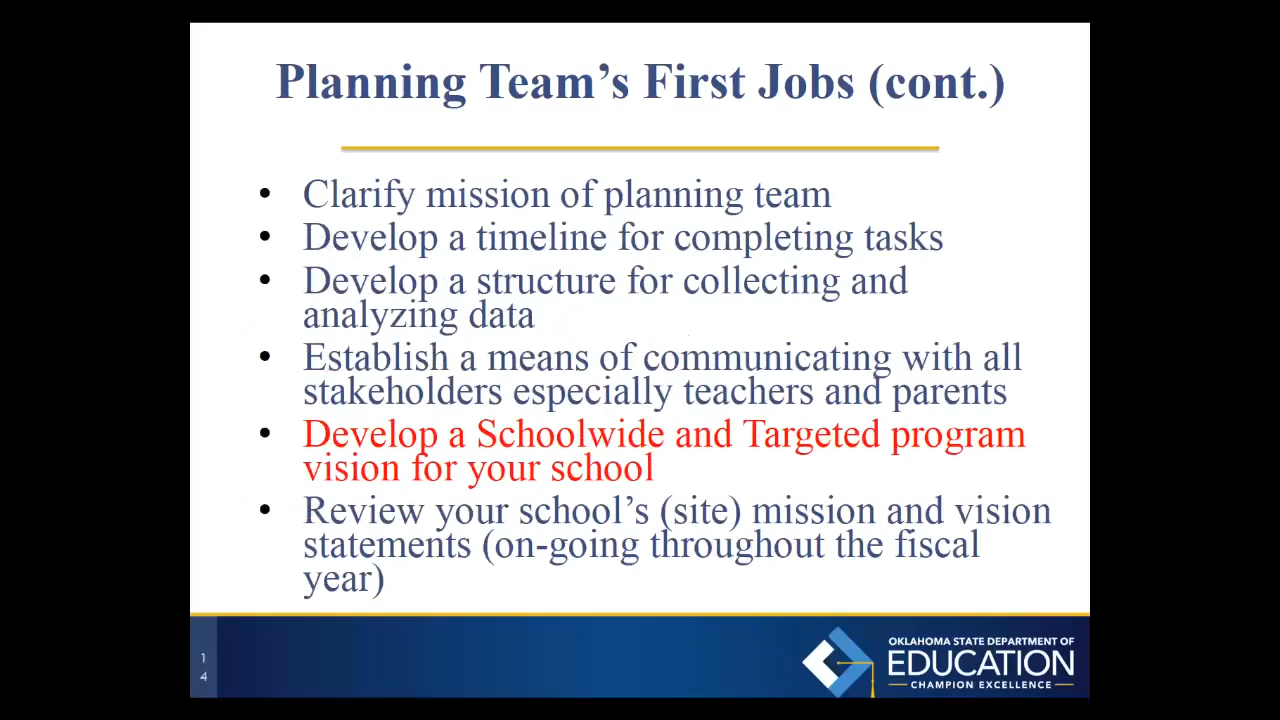 Planning Team’s First Jobs (cont.)
• Clarify mission of planning team
• Develop a timeline for completing tasks
• Develop a structure for collecting and
analyzing data
• Establish a means of communicating with all
stakeholders especially teachers and parents
• Develop a Schoolwide and Targeted program
vision for your school
• Review your school’s (site) mission and vision
statements (on-going throughout the fiscal
year)
1
4
OKLAHOMA STATE DEPARTMENT OF
EDUCATION
CHAMPION EXCELLENCE